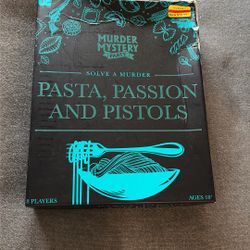 MURDER
MYSTERY
PARTY
SOLVE A MURDER
PASTA, PASSION
AND PISTOLS
8 PLAYERS
AGES 18+